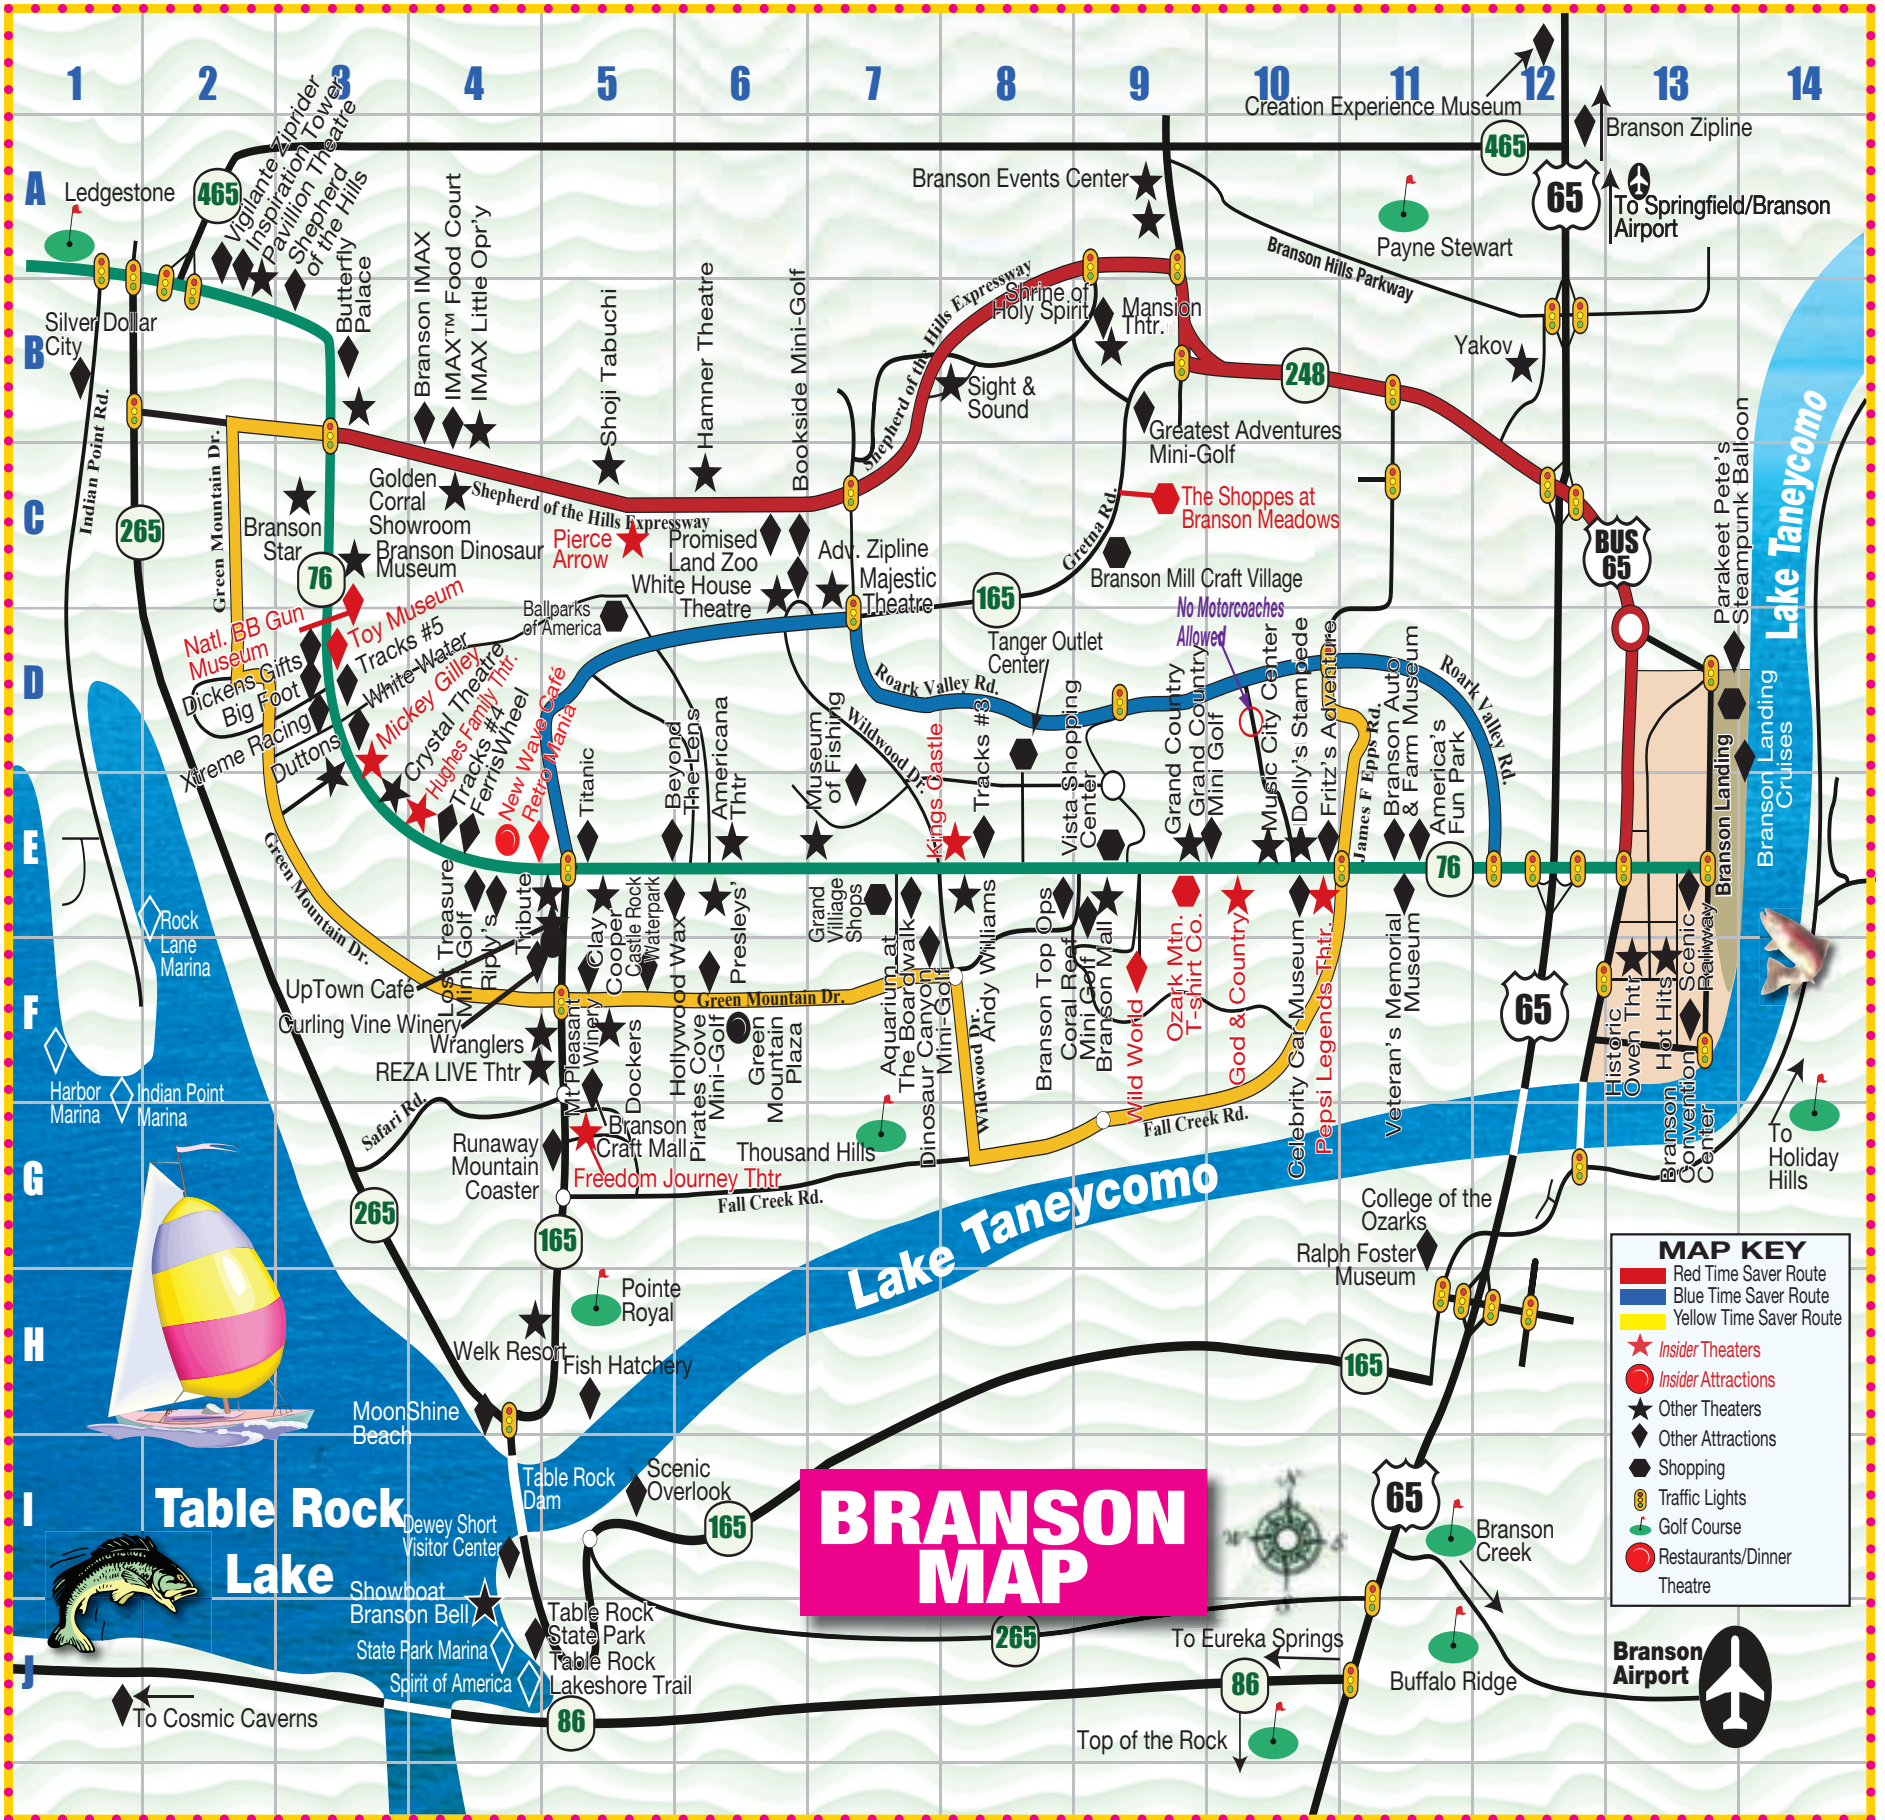 1 2 3 4 5 6 7 8 9 10 11 12 13 14
A
B
C
D
E
F
G
H
I
J
Creation Experience Museum
465
Branson Zipline
65
To Springfield/Branson
Airport
Ledgestone
465
Vigilante Ziprider
Inspiration Tower
Pavillion Theatre
Shepherd
of the Hills
Butterfly
Palace
Branson IMAX
IMAX™ Food Court
IMAX Little Opr'y
Branson Events Center
Payne Stewart
Branson Hills Parkway
Silver Dollar
City
Shoji Tabuchi
Hamner Theatre
Bookside Mini-Golf
Shepherd of the Hills Expressway
Shrine of
Holy Spirit
Mansion
Thtr.
Yakov
248
Sight &
Sound
Greatest Adventures
Mini-Golf
Indian Point Rd.
Green Mountain Dr.
Shepherd of the Hills Expressway
Shepherd of the Hills Expressway
265
Branson
Star
Golden
Corral
Showroom
Branson Dinosaur
Museum
76
Pierce
Arrow
Promised
Land Zoo
White House
Theatre
Adv. Zipline
Majestic
Theatre
165
Gretna Rd.
The Shoppes at
Branson Meadows
Branson Mill Craft Village
No Motorcoaches
Allowed
BUS
65
Parakeet Pete's
Steampunk Balloon
Lake Taneycomo
Natl. BB Gun
Museum
Toy Museum
Dickens Gifts
Big Foot
Xtreme Racing
Duttons
Tracks #5
White Water
Mickey Gilley
Crystal Theatre
Hughes Family Thtr.
Tracks #4
FerrisWheel
New Wave Café
Retro Mania
Ballparks
of America
Tanger Outlet
Center
Roark Valley Rd.
Roark Valley Rd.
Wildwood Dr.
Titanic
Beyond
The Lens
Americana
Thtr
Museum
of Fishing
Kings Castle
Tracks #3
Vista Shopping
Center
Grand Country
Grand Country
Mini Golf
Music City Center
Dolly's Stampede
Fritz's Adventure
James F Epps Rd.
Branson Auto
& Farm Museum
America's
Fun Park
76
Branson Landing
Branson Landing
Cruises
Green Mountain Dr.
Rock
Lane
Marina
Lost Treasure
Mini-Golf
Riply's
Tribute
UpTown Cafe
Curling Vine Winery
Wranglers
REZA LIVE Thtr
Clay
Cooper
Castle Rock
Waterpark
Hollywood Wax
Presleys'
Grand
Villiage
Shops
Aquarium at
The Boardwalk
Dinosaur Canyon
Mini-Golf
Andy Williams
Branson Top Ops
Coral Reef
Mini Golf
Branson Mall
Wild World
Ozark Mtn.
T-shirt Co.
God & Country
Celebrity Car Museum
Pepsi Legends Thtr.
Veteran's Memorial
Museum
65
Historic
Owen Thtr
Hot Hits
Scenic
Railway
Branson
Convention
Center
Green Mountain Dr.
Mt Pleasant
Winery
Dockers
Pirates Cove
Mini-Golf
Green
Mountain
Plaza
Wildwood Dr.
Harbor
Marina
Indian Point
Marina
Safari Rd.
Runaway
Mountain
Coaster
Branson
Craft Mall
Freedom Journey Thtr
Thousand Hills
Fall Creek Rd.
Fall Creek Rd.
To
Holiday
Hills
265
165
Lake Taneycomo
College of the
Ozarks
Ralph Foster
Museum
Pointe
Royal
Welk Resort
Fish Hatchery
165
MoonShine
Beach
MAP KEY
Red Time Saver Route
Blue Time Saver Route
Yellow Time Saver Route
Insider Theaters
Insider Attractions
Other Theaters
Other Attractions
Shopping
Traffic Lights
Golf Course
Restaurants/Dinner
Theatre
Table Rock
Lake
Table Rock
Dam
Scenic
Overlook
165
BRANSON
MAP
N
W
S
65
Branson
Creek
Dewey Short
Visitor Center
Showboat
Branson Bell
State Park Marina
Spirit of America
Table Rock
State Park
Table Rock
Lakeshore Trail
265
To Eureka Springs
86
Buffalo Ridge
Branson
Airport
To Cosmic Caverns
86
Top of the Rock